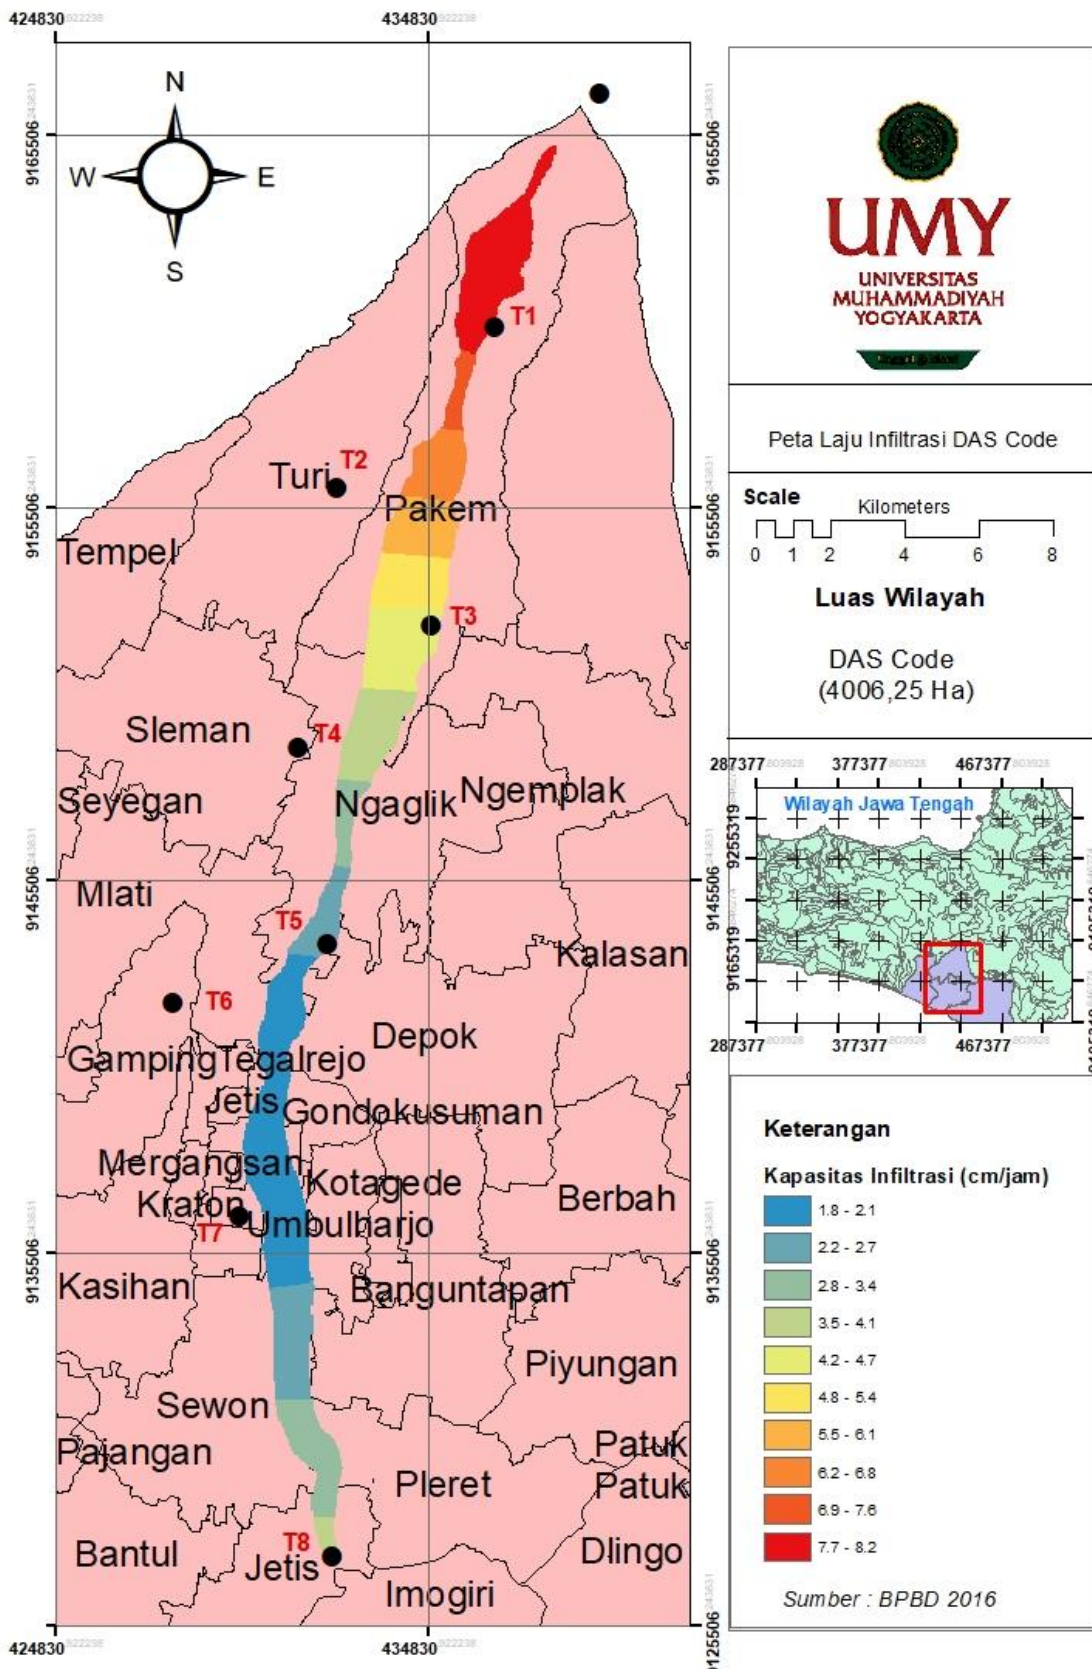 424830
434830
N
W
E
S
9165506
9155506
9145506
9135506
T1
T2
Turi
Pakem
Tempel
T3
Sleman
T4
Seyegan
Ngaglik
Ngemplak
Mlati
T5
Kalasan
T6
Depok
Gamping
Tegalrejo
Jetis
Gondokusuman
Mergangsan
Kotagede
Kraton
Berbah
T7
Umbulharjo
Kasihan
Banguntapan
Piyungan
Sewon
Pajangan
Patuk
Pleret
Patuk
T8
Bantul
Jetis
Dlingo
Imogiri
424830
434830
9165506
9155506
9145506
9135506
9125506
UMY
UNIVERSITAS
MUHAMMADIYAH
YOGYAKARTA
Peta Laju Infiltrasi DAS Code
Scale
Kilometers
0 1 2 4 6 8
Luas Wilayah
DAS Code
(4006,25 Ha)
287377 377377 467377
Wilayah Jawa Tengah
9255319
9165319
287377 377377 467377
Keterangan
Kapasitas Infiltrasi (cm/jam)
1.8 - 2.1
2.2 - 2.7
2.8 - 3.4
3.5 - 4.1
4.2 - 4.7
4.8 - 5.4
5.5 - 6.1
6.2 - 6.8
6.9 - 7.6
7.7 - 8.2
Sumber : BPBD 2016